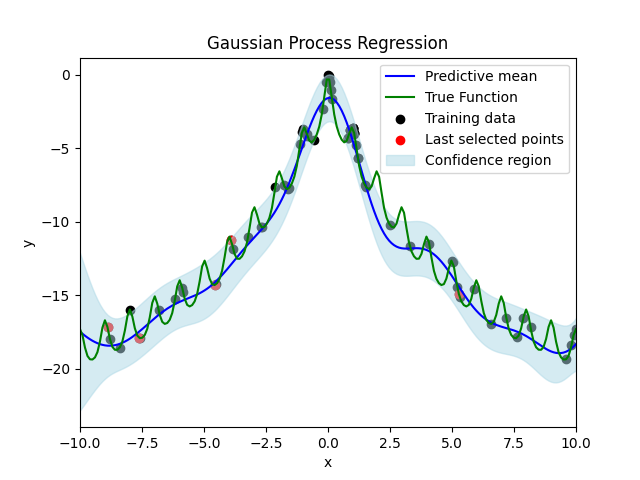 Gaussian Process Regression
Predictive mean
True Function
Training data
Last selected points
Confidence region
y
0
−5
−10
−15
−20
−10.0 −7.5 −5.0 −2.5 0.0 2.5 5.0 7.5 10.0
x